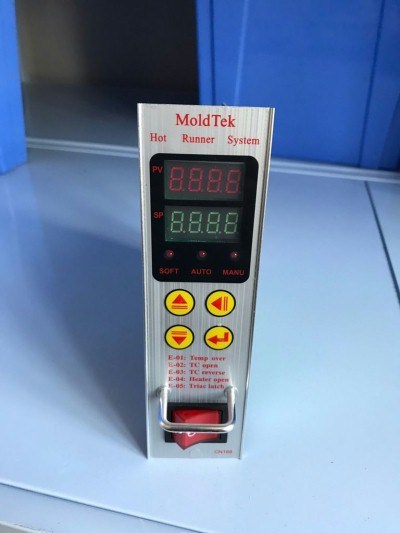 MoldTek
Hot Runner System
PV
8.8.8.8
SP
8.8.8.8
SOFT AUTO MANU
E-01: Temp over
E-02: TC open
E-03: TC reverse
E-04: Heater open
E-05: Triac latch